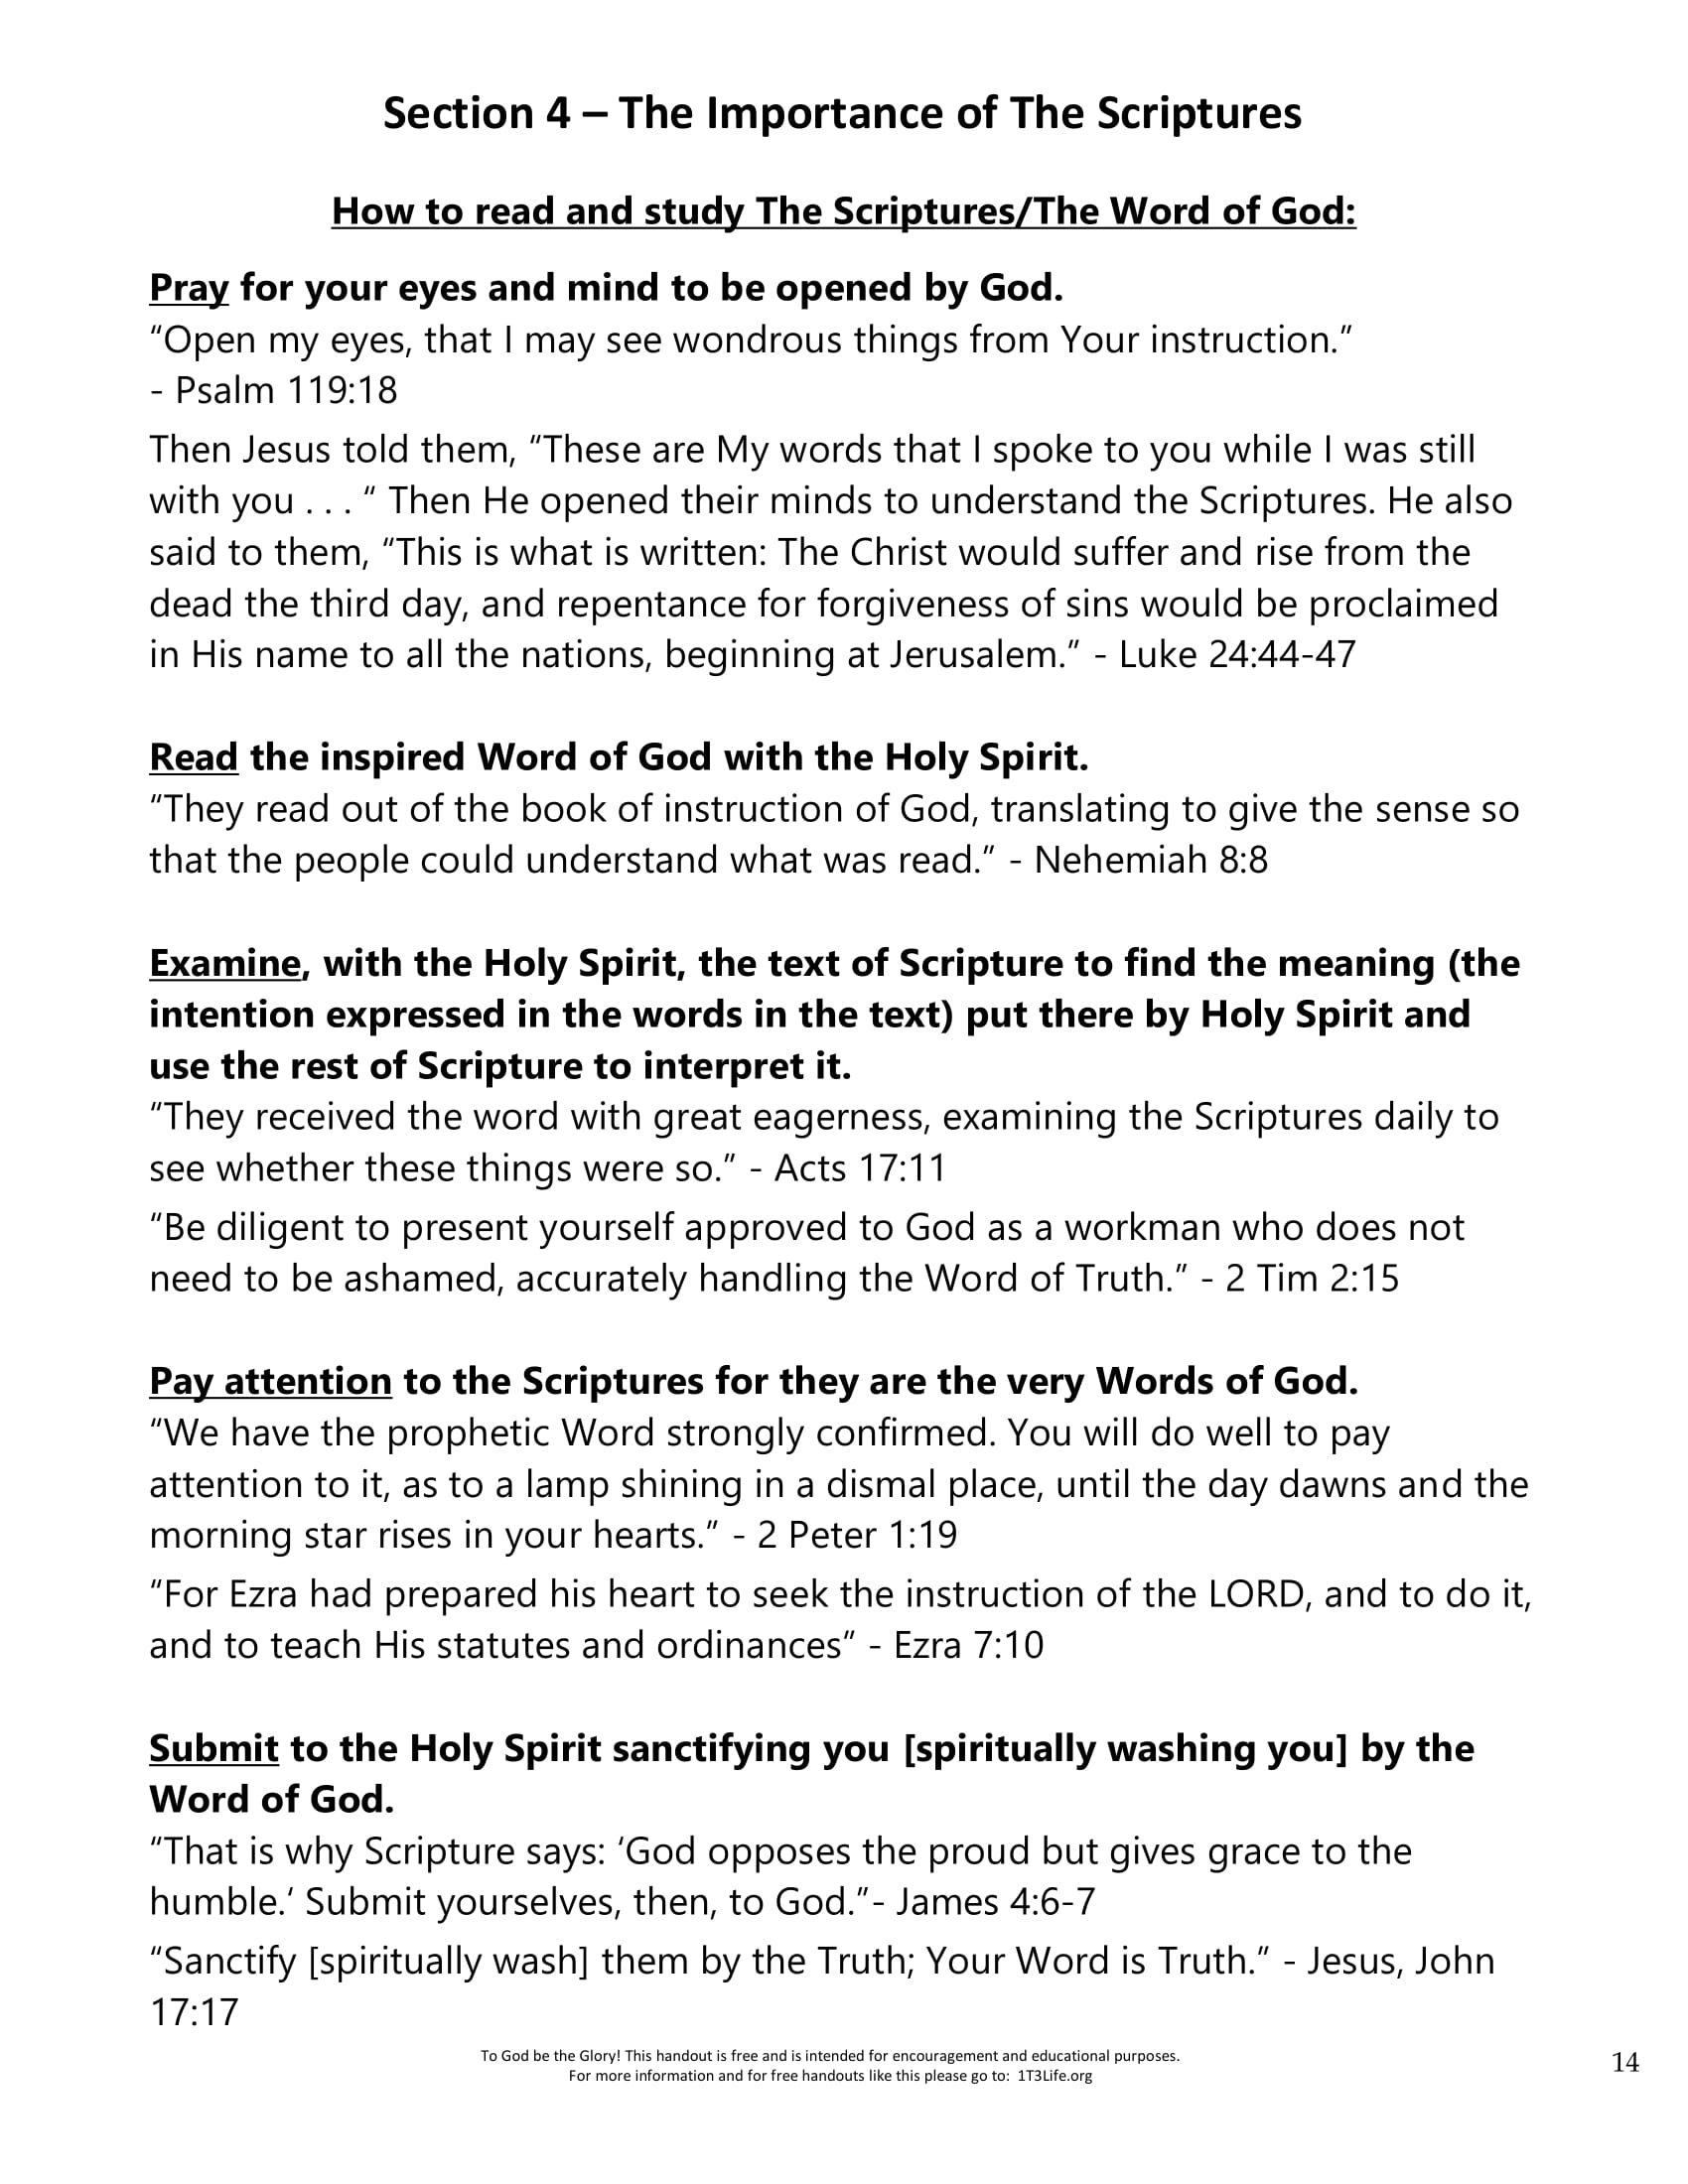 Section 4 – The Importance of The Scriptures
How to read and study The Scriptures/The Word of God:
Pray for your eyes and mind to be opened by God.
“Open my eyes, that I may see wondrous things from Your instruction.”
- Psalm 119:18
Then Jesus told them, “These are My words that I spoke to you while I was still
with you . . . “ Then He opened their minds to understand the Scriptures. He also
said to them, “This is what is written: The Christ would suffer and rise from the
dead the third day, and repentance for forgiveness of sins would be proclaimed
in His name to all the nations, beginning at Jerusalem.” - Luke 24:44-47
Read the inspired Word of God with the Holy Spirit.
“They read out of the book of instruction of God, translating to give the sense so
that the people could understand what was read.” - Nehemiah 8:8
Examine, with the Holy Spirit, the text of Scripture to find the meaning (the
intention expressed in the words in the text) put there by Holy Spirit and
use the rest of Scripture to interpret it.
“They received the word with great eagerness, examining the Scriptures daily to
see whether these things were so.” - Acts 17:11
“Be diligent to present yourself approved to God as a workman who does not
need to be ashamed, accurately handling the Word of Truth.” - 2 Tim 2:15
Pay attention to the Scriptures for they are the very Words of God.
“We have the prophetic Word strongly confirmed. You will do well to pay
attention to it, as to a lamp shining in a dismal place, until the day dawns and the
morning star rises in your hearts.” - 2 Peter 1:19
“For Ezra had prepared his heart to seek the instruction of the LORD, and to do it,
and to teach His statutes and ordinances” - Ezra 7:10
Submit to the Holy Spirit sanctifying you [spiritually washing you] by the
Word of God.
“That is why Scripture says: ‘God opposes the proud but gives grace to the
humble.‘ Submit yourselves, then, to God.”- James 4:6-7
“Sanctify [spiritually wash] them by the Truth; Your Word is Truth.” - Jesus, John
17:17
To God be the Glory! This handout is free and is intended for encouragement and educational purposes.
For more information and for free handouts like this please go to: 1T3Life.org
14